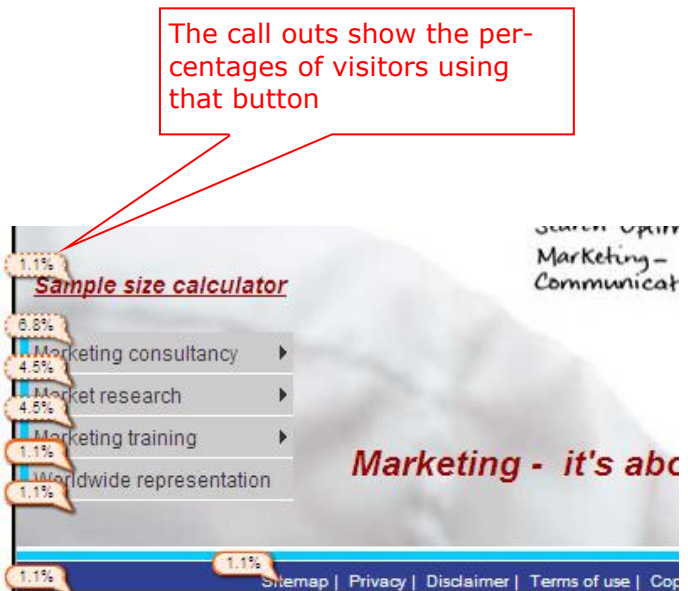 The call outs show the per-
centages of visitors using
that button
Marketing-
1.1%
Sample size calculator
6.8%
Marketing consultancy
4.5%
Market research
4.5%
Marketing training
1.1%
Worldwide representation
1.1%
Marketing - it's abo
1.1%
1.1%
Sitemap | Privacy | Disclaimer | Terms of use | Cop